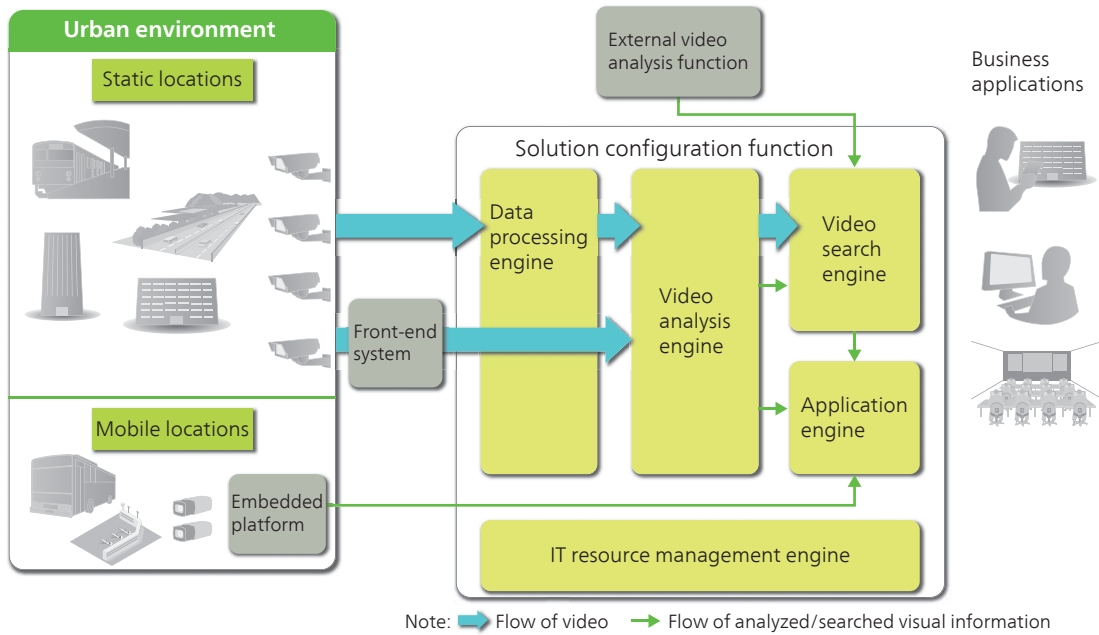 Urban environment
Static locations
External video
analysis function
Business
applications
Solution configuration function
Data
processing
engine
Video
analysis
engine
Video
search
engine
Front-end
system
Application
engine
Mobile locations
Embedded
platform
IT resource management engine
Note: Flow of video Flow of analyzed/searched visual information